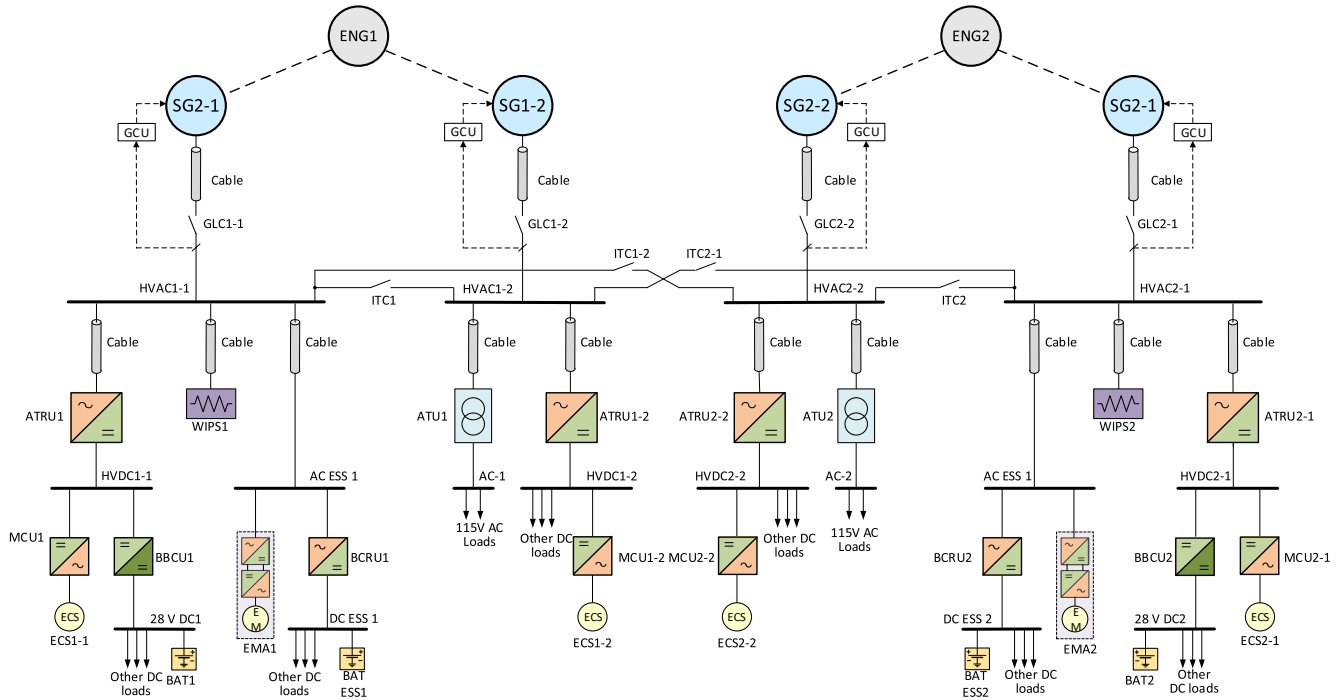 ENG1
ENG2
SG2-1
SG1-2
SG2-2
SG2-1
GCU
GCU
GCU
GCU
Cable
Cable
Cable
Cable
GLC1-1
GLC1-2
GLC2-2
GLC2-1
ITC1-2
ITC2-1
HVAC1-1
HVAC1-2
HVAC2-2
HVAC2-1
ITC1
ITC2
Cable
Cable
Cable
Cable
Cable
Cable
Cable
Cable
Cable
Cable
ATRU1
WIPS1
ATU1
ATRU1-2
ATRU2-2
ATU2
WIPS2
ATRU2-1
HVDC1-1
AC ESS 1
AC-1
HVDC1-2
HVDC2-2
AC-2
AC ESS 1
HVDC2-1
115V AC
Loads
Other DC
loads
Other DC
loads
115V AC
Loads
MCU1
BBCU1
BCRU1
MCU1-2
MCU2-2
BCRU2
BBCU2
MCU2-1
ECS
ECS1-1
E
M
EMA1
ECS
ECS1-2
ECS
ECS2-2
E
M
EMA2
ECS
ECS2-1
28 V DC1
DC ESS 1
DC ESS 2
28 V DC2
Other DC
loads
BAT1
Other DC
loads
BAT
ESS1
BAT
ESS2
Other DC
loads
BAT2
Other
DC loads